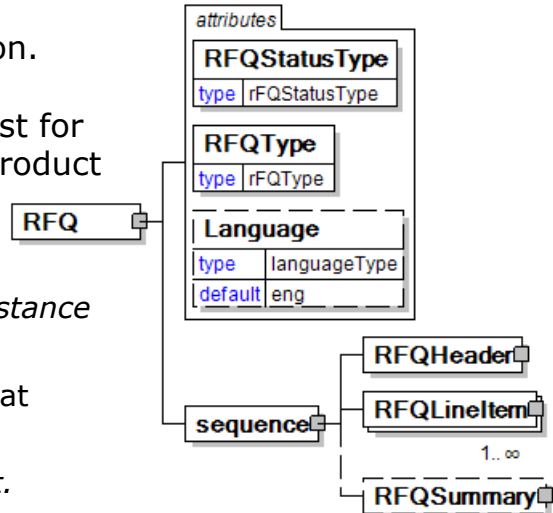 attributes
on.
RFQStatusType
type rFQStatusType
st for
roduct
RFQType
type rFQType
RFQ
Language
type languageType
default eng
stance
at
RFQHeader
sequence
RFQLineItem
1.. ∞
t.
RFQSummary